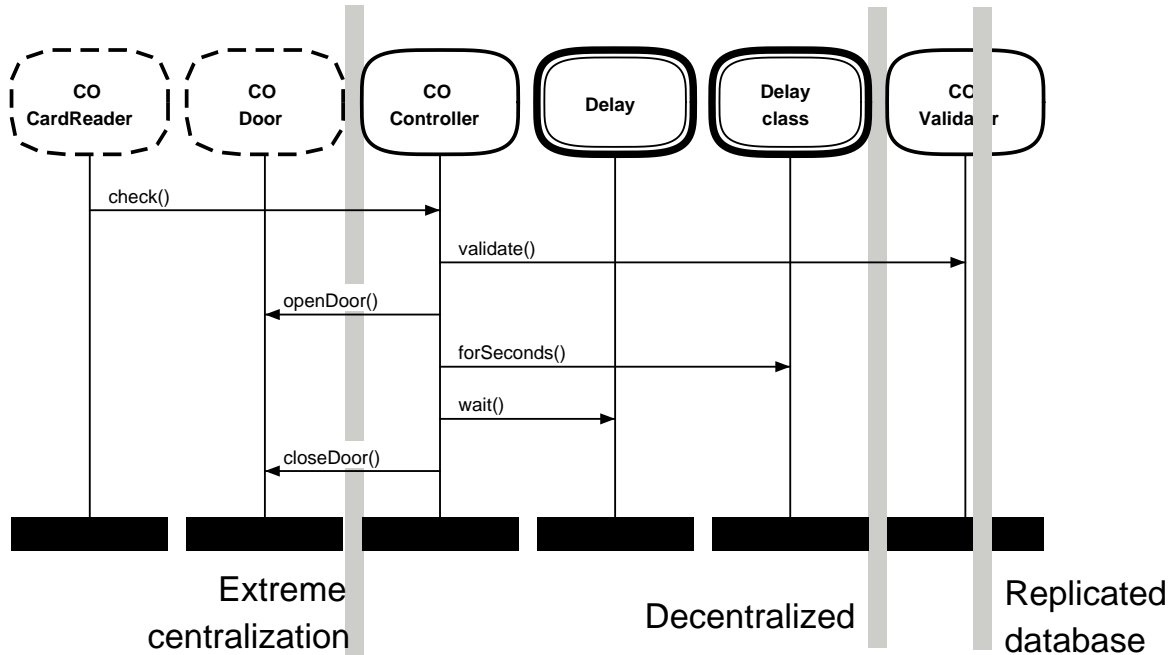 CO
CardReader
CO
Door
CO
Controller
Delay
Delay
class
check()
validate()
openDoor()
forSeconds()
wait()
closeDoor()
Extreme
centralization
Decentralized
Replicated
database